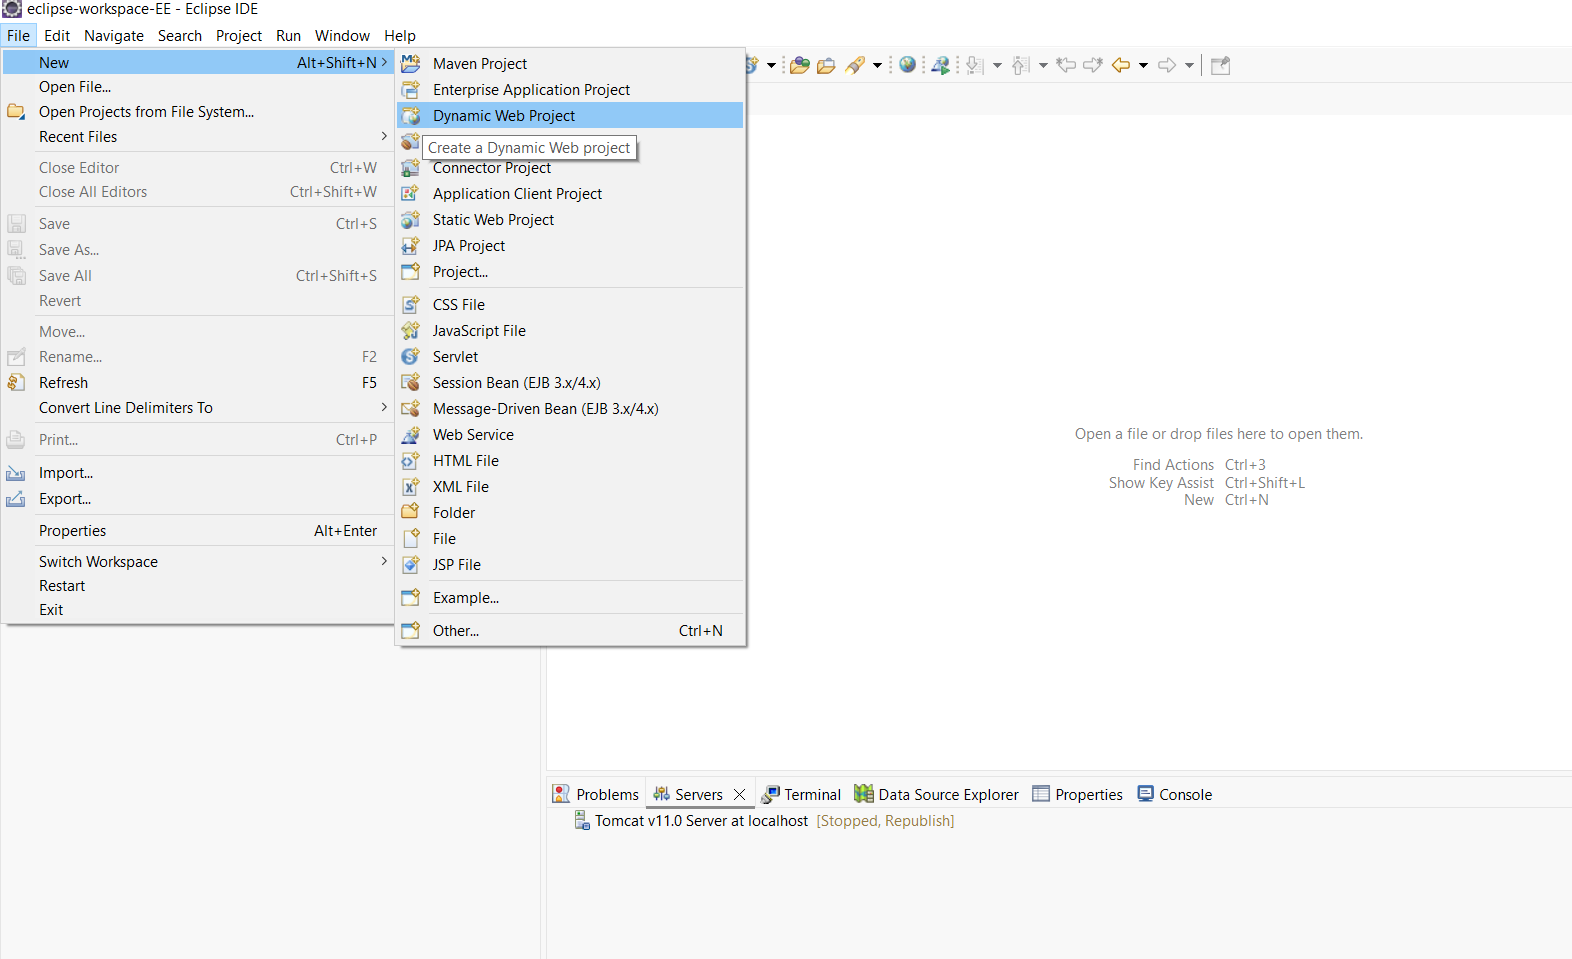 eclipse-workspace-EE - Eclipse IDE
File Edit Navigate Search Project Run Window Help
New Alt+Shift+N
Open File...
Open Projects from File System...
Recent Files
Close Editor Ctrl+W
Close All Editors Ctrl+Shift+W
Save Ctrl+S
Save As...
Save All Ctrl+Shift+S
Revert
Move...
Rename... F2
Refresh F5
Convert Line Delimiters To
Print... Ctrl+P
Import...
Export...
Properties Alt+Enter
Switch Workspace
Restart
Exit
Maven Project
Enterprise Application Project
Dynamic Web Project
Create a Dynamic Web project
Connector Project
Application Client Project
Static Web Project
JPA Project
Project...
CSS File
JavaScript File
Servlet
Session Bean (EJB 3.x/4.x)
Message-Driven Bean (EJB 3.x/4.x)
Web Service
HTML File
XML File
Folder
File
JSP File
Example...
Other... Ctrl+N
Open a file or drop files here to open them.
Find Actions Ctrl+3
Show Key Assist Ctrl+Shift+L
New Ctrl+N
Problems Servers Terminal Data Source Explorer Properties Console
Tomcat v11.0 Server at localhost [Stopped, Republish]